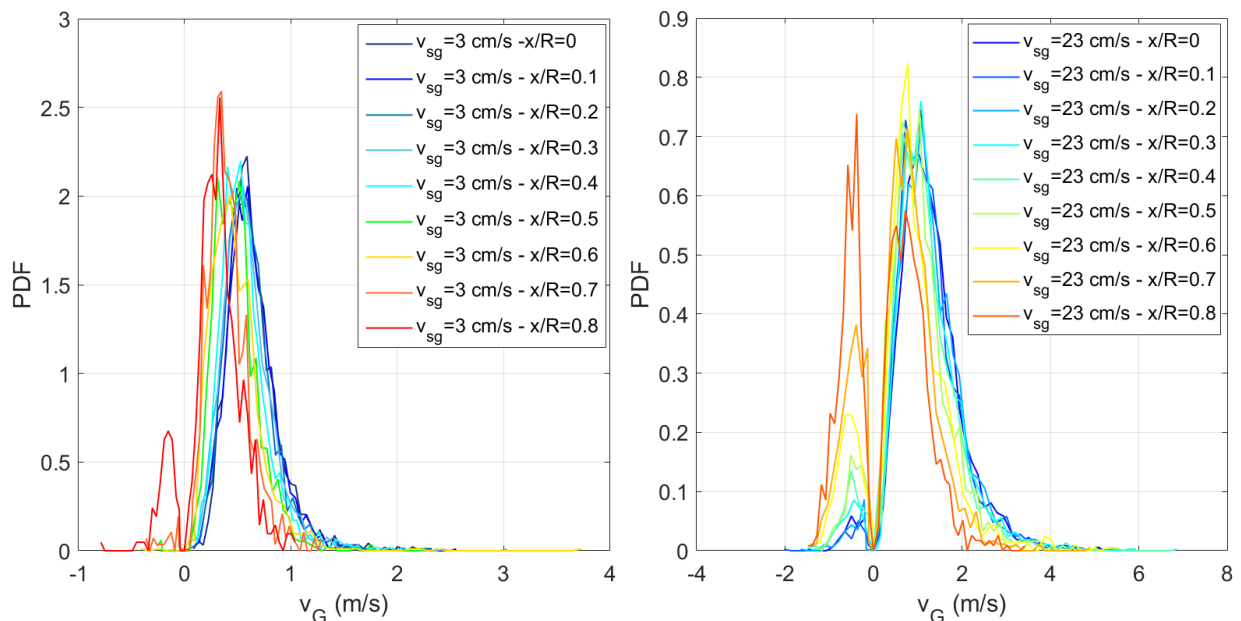 3
2.5
2
1.5
1
0.5
0
-1
0
1
2
3
4
PDF
v_G (m/s)
v_sg=3 cm/s -x/R=0
v_sg=3 cm/s - x/R=0.1
v_sg=3 cm/s - x/R=0.2
v_sg=3 cm/s - x/R=0.3
v_sg=3 cm/s - x/R=0.4
v_sg=3 cm/s - x/R=0.5
v_sg=3 cm/s - x/R=0.6
v_sg=3 cm/s - x/R=0.7
v_sg=3 cm/s - x/R=0.8
0.9
0.8
0.7
0.6
0.5
0.4
0.3
0.2
0.1
0
-4
-2
0
2
4
6
8
PDF
v_G (m/s)
v_sg=23 cm/s - x/R=0
v_sg=23 cm/s - x/R=0.1
v_sg=23 cm/s - x/R=0.2
v_sg=23 cm/s - x/R=0.3
v_sg=23 cm/s - x/R=0.4
v_sg=23 cm/s - x/R=0.5
v_sg=23 cm/s - x/R=0.6
v_sg=23 cm/s - x/R=0.7
v_sg=23 cm/s - x/R=0.8